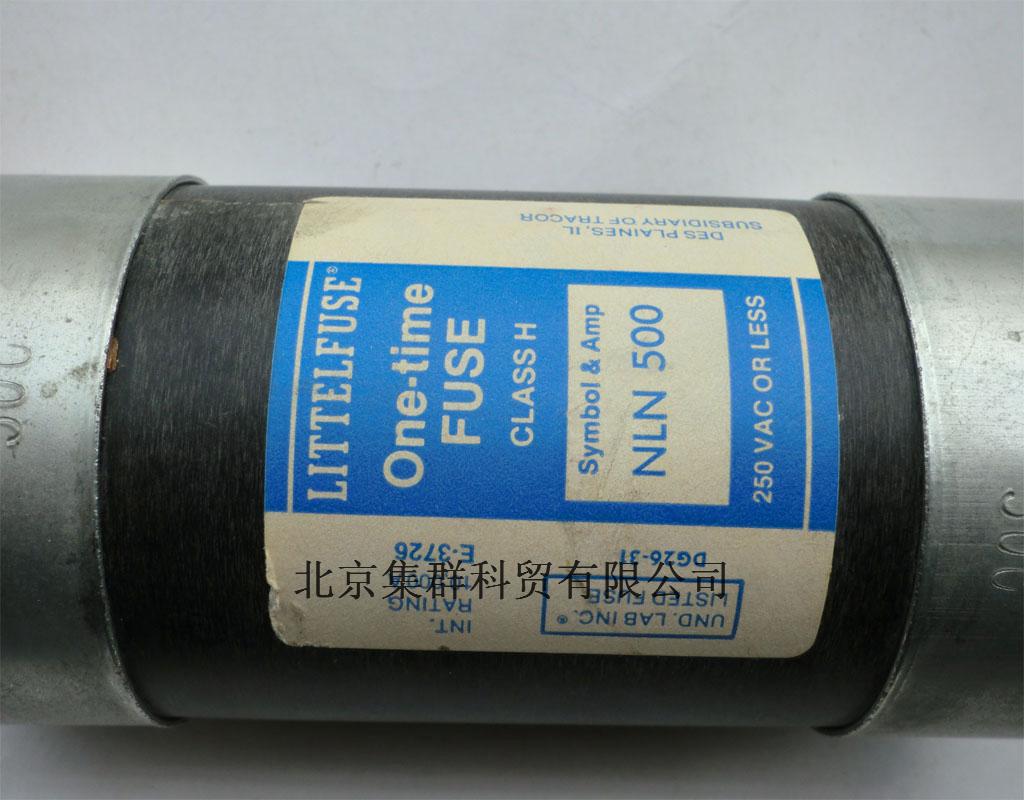 DES PLAINES, IL
SUBSIDIARY OF TRACOR
LITTELFUSE®
One-time
FUSE
CLASS H
Symbol & Amp
NLN 500
250 VAC OR LESS
INT.
RATING
E-3726
UND. LAB INC.®
LISTED FUSE
DG26-31
北京集群科贸有限公司